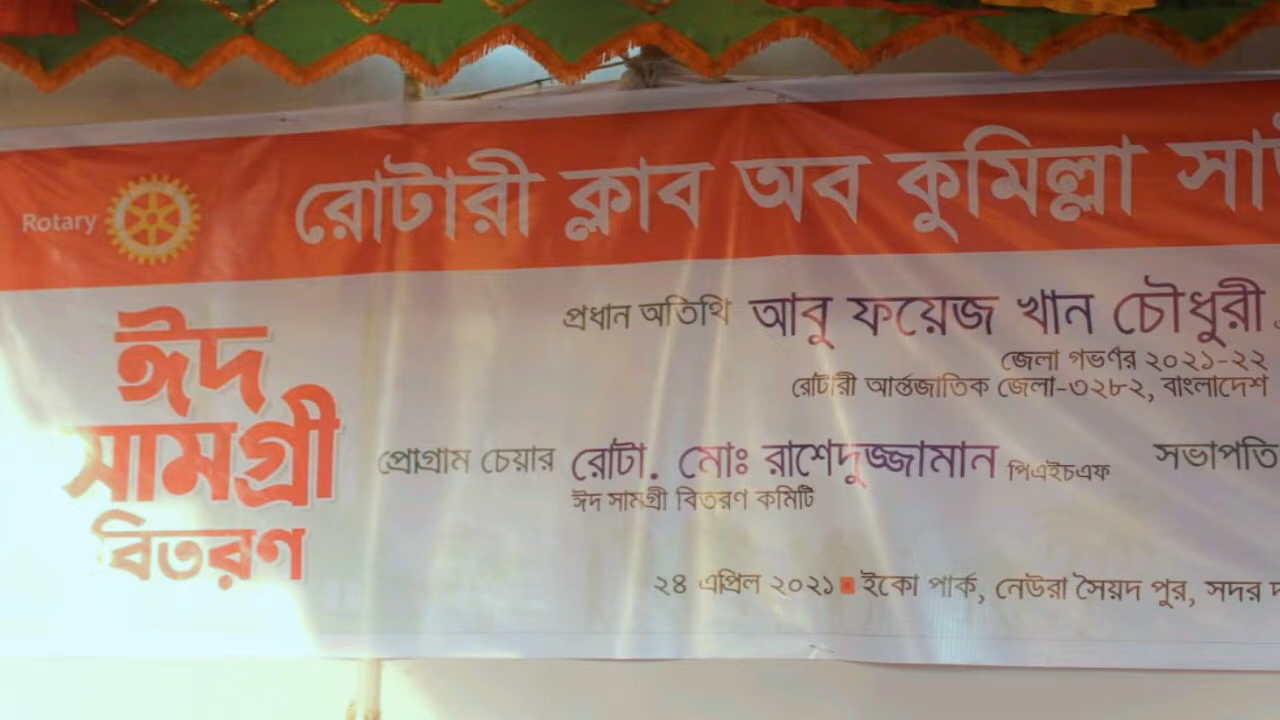 Rotary
রোটারী ক্লাব অব কুমিল্লা
ঈদ
সামগ্রী
বিতরণ
প্রধান অতিথি আবু ফয়েজ খান চৌধুরী
জেলা গভর্ণর ২০২১-২২
রোটারী আর্ন্তজাতিক জেলা-৩২৮২, বাংলাদেশ
প্রোগ্রাম চেয়ার রোটা. মোঃ রাশেদুজ্জামান পিএইচএফ
ঈদ সামগ্রী বিতরণ কমিটি
সভাপতি
২৪ এপ্রিল ২০২১ ▪ ইকো পার্ক, নেউরা সৈয়দ পুর, সদর